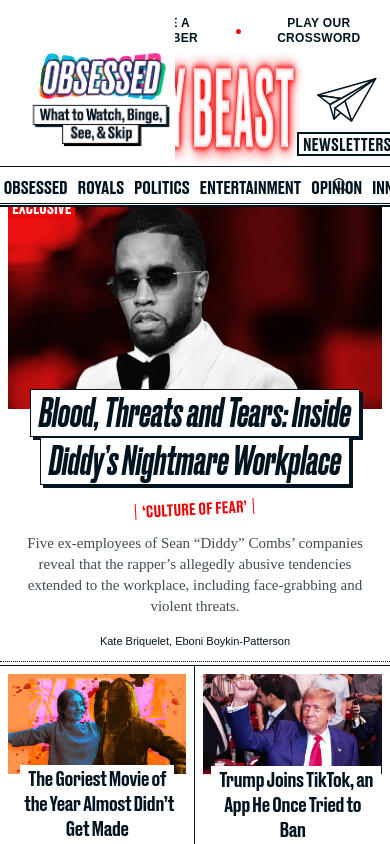 PLAY OUR
CROSSWORD
OBSESSED
What to Watch, Binge,
See, & Skip
BEAST
NEWSLETTERS
OBSESSED ROYALS POLITICS ENTERTAINMENT OPINION
EXCLUSIVE
Blood, Threats and Tears: Inside
Diddy's Nightmare Workplace
'CULTURE OF FEAR'
Five ex-employees of Sean “Diddy” Combs’ companies
reveal that the rapper’s allegedly abusive tendencies
extended to the workplace, including face-grabbing and
violent threats.
Kate Briquelet, Eboni Boykin-Patterson
The Goriest Movie of
the Year Almost Didn’t
Get Made
Trump Joins TikTok, an
App He Once Tried to
Ban